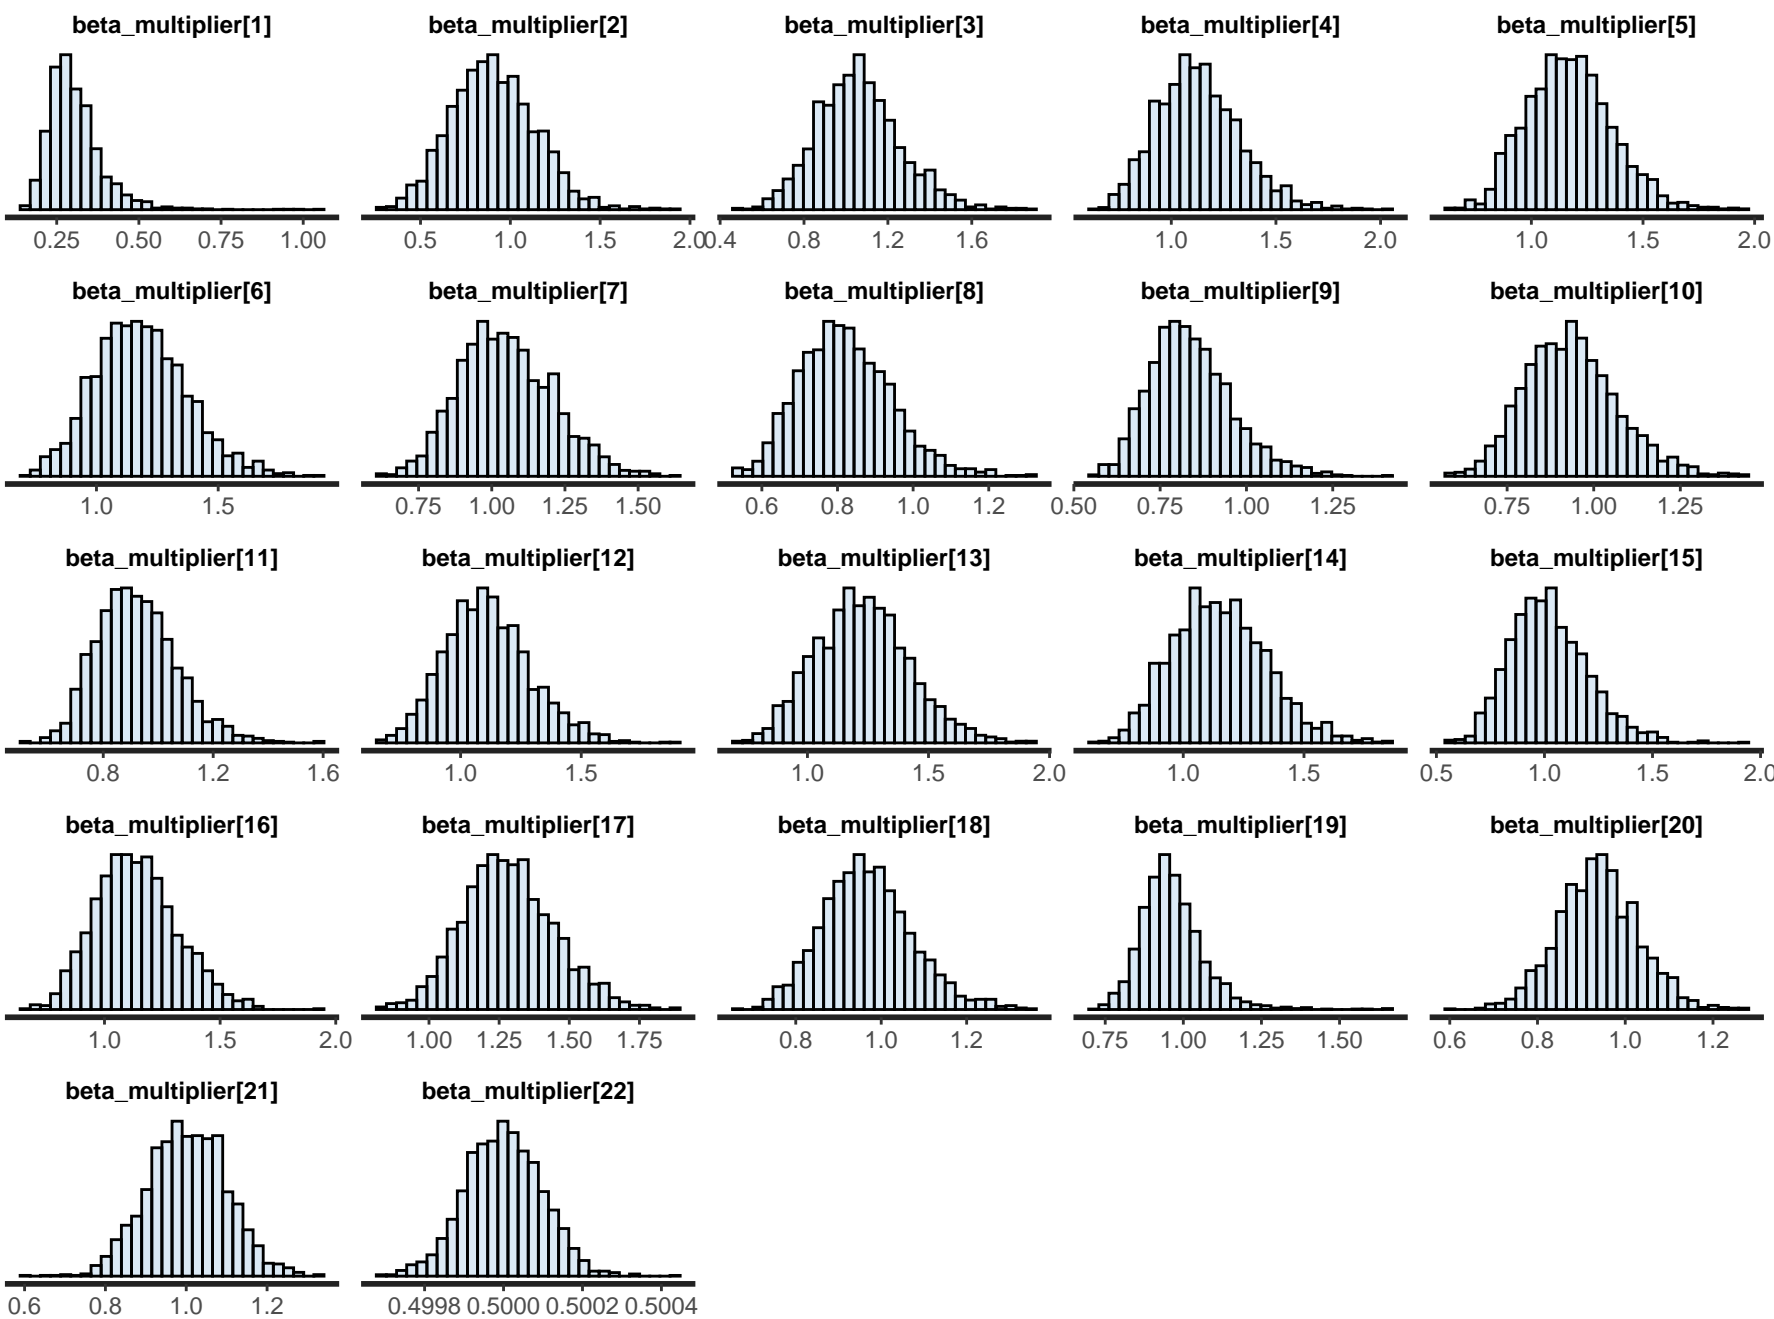 beta_multiplier[1] beta_multiplier[2] beta_multiplier[3] beta_multiplier[4] beta_multiplier[5]
0.25 0.50 0.75 1.00 0.5 1.0 1.5 2.0 0.4 0.8 1.2 1.6 1.0 1.5 2.0 1.0 1.5 2.0
beta_multiplier[6] beta_multiplier[7] beta_multiplier[8] beta_multiplier[9] beta_multiplier[10]
1.0 1.5 0.75 1.00 1.25 1.50 0.6 0.8 1.0 1.2 0.50 0.75 1.00 1.25 0.75 1.00 1.25
beta_multiplier[11] beta_multiplier[12] beta_multiplier[13] beta_multiplier[14] beta_multiplier[15]
0.8 1.2 1.6 1.0 1.5 1.0 1.5 2.0 1.0 1.5 0.5 1.0 1.5 2.0
beta_multiplier[16] beta_multiplier[17] beta_multiplier[18] beta_multiplier[19] beta_multiplier[20]
1.0 1.5 2.0 1.00 1.25 1.50 1.75 0.8 1.0 1.2 0.75 1.00 1.25 1.50 0.6 0.8 1.0 1.2
beta_multiplier[21] beta_multiplier[22]
0.6 0.8 1.0 1.2 0.4998 0.5000 0.5002 0.5004